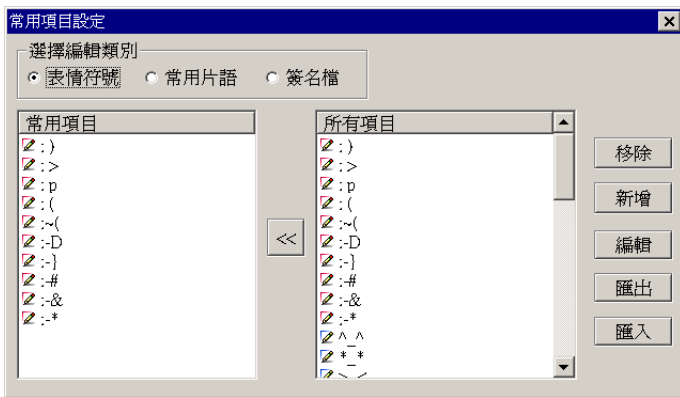 常用項目設定
選擇編輯類別
表情符號 常用片語 簽名檔
常用項目
:)
:>
:p
:(
:~(
:-D
:-}
:-#
:-&
:-*
<<
所有項目
:)
:>
:p
:(
:~(
:-D
:-}
:-#
:-&
:-*
^_^
*_*
移除
新增
編輯
匯出
匯入